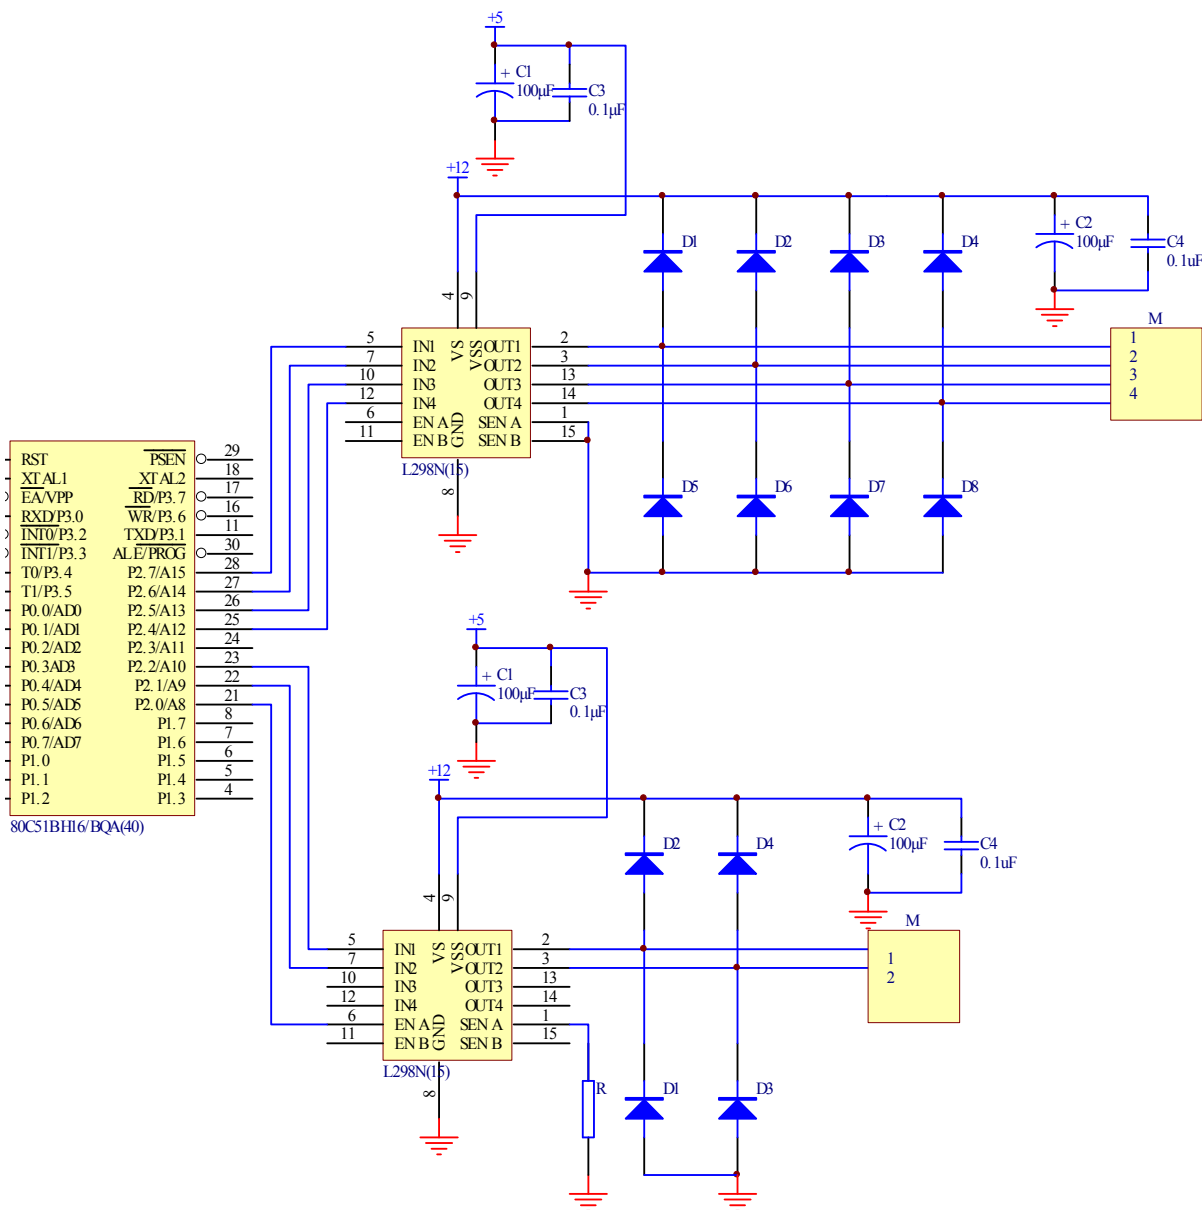 +5
C1
100μF
+
C3
0.1μF
+12
D1
D2
D3
D4
+
C2
100μF
C4
0.1uF
4
9
VS
VSS
5 IN1 OUT1 2
7 IN2 OUT2 3
10 IN3 OUT3 13
12 IN4 OUT4 14
6 EN A SEN A 1
11 EN B SEN B 15
GND
L298N(15)
8
M
1
2
3
4
D5
D6
D7
D8
RST PSEN 29
XTAL1 XTAL2 18
EA/VPP RD/P3.7 17
RXD/P3.0 WR/P3.6 16
INT0/P3.2 TXD/P3.1 11
INT1/P3.3 ALE/PROG 30
T0/P3.4 P2.7/A15 28
T1/P3.5 P2.6/A14 27
P0.0/AD0 P2.5/A13 26
P0.1/AD1 P2.4/A12 25
P0.2/AD2 P2.3/A11 24
P0.3AD3 P2.2/A10 23
P0.4/AD4 P2.1/A9 22
P0.5/AD5 P2.0/A8 21
P0.6/AD6 P1.7 8
P0.7/AD7 P1.6 7
P1.0 P1.5 6
P1.1 P1.4 5
P1.2 P1.3 4
80C51BH16/BQA(40)
+5
+
C1
100μF
C3
0.1μF
+12
D2
D4
+
C2
100μF
C4
0.1uF
4
9
VS
VSS
5 IN1 OUT1 2
7 IN2 OUT2 3
10 IN3 OUT3 13
12 IN4 OUT4 14
6 EN A SEN A 1
11 EN B SEN B 15
GND
L298N(15)
8
M
1
2
R
D1
D3